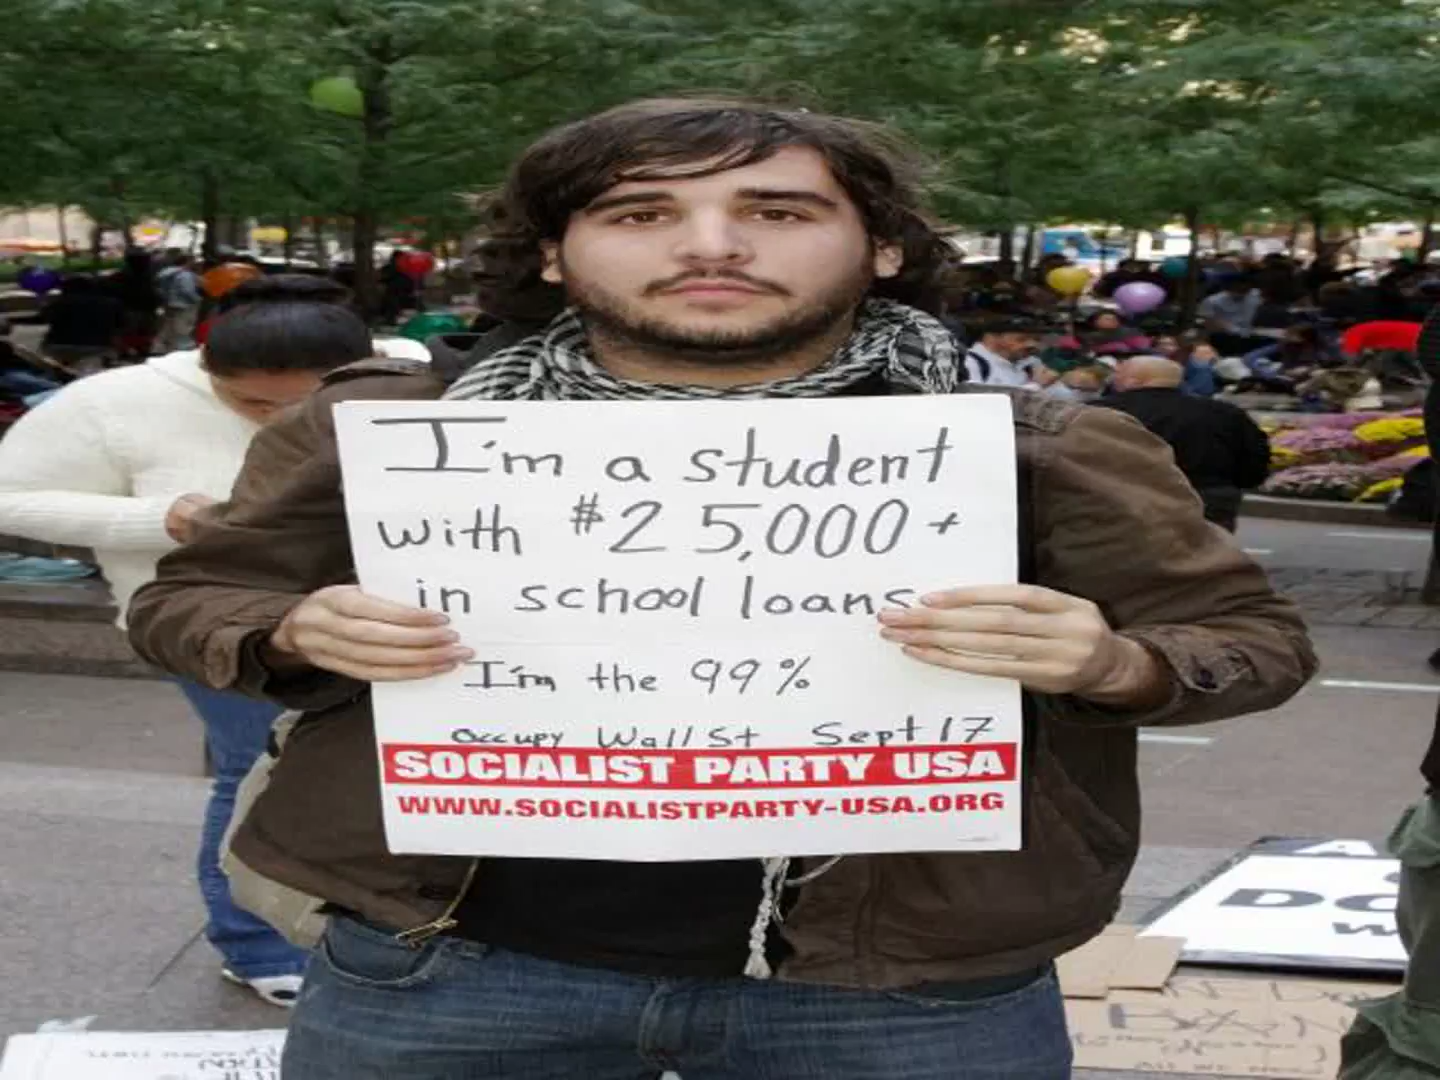 I'm a student
with $25,000+
in school loans
I'm the 99%
Occupy Wall St Sept 17
SOCIALIST PARTY USA
WWW.SOCIALISTPARTY-USA.ORG